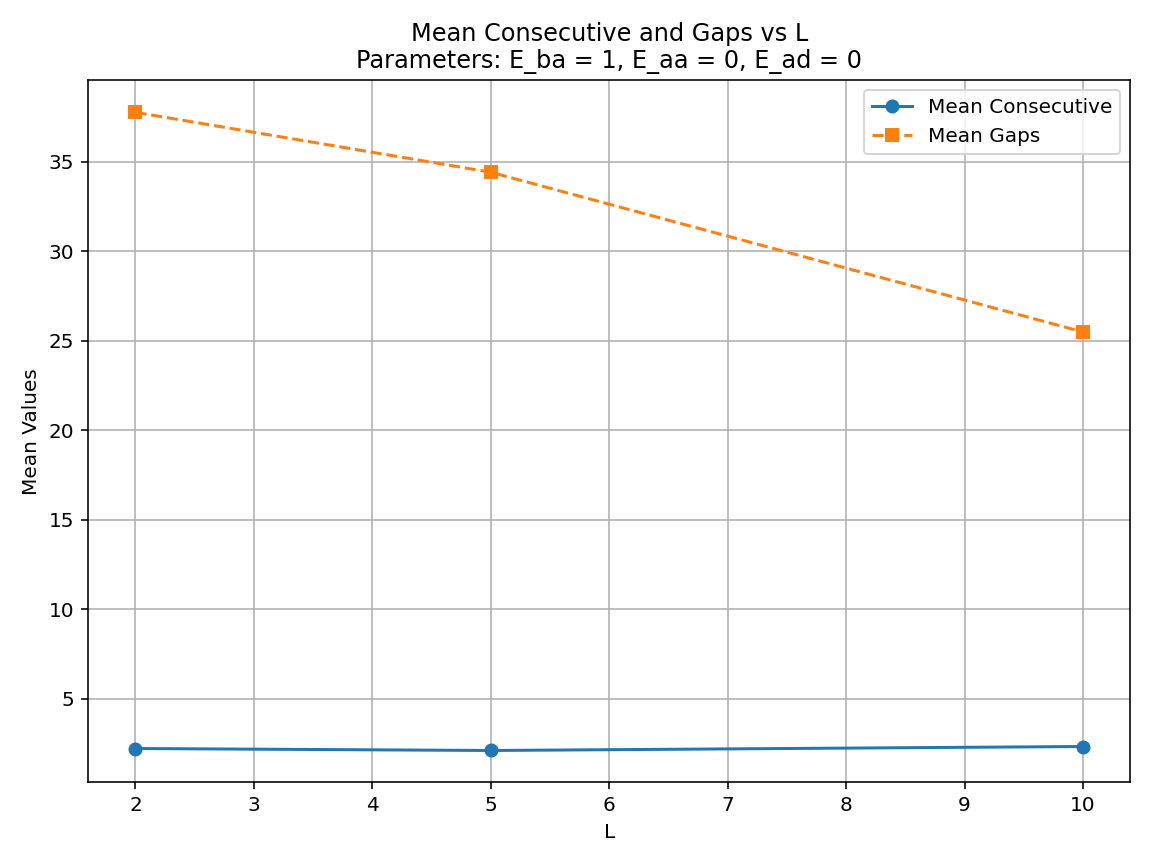 Mean Consecutive and Gaps vs L
Parameters: E_ba = 1, E_aa = 0, E_ad = 0
Mean Consecutive
Mean Gaps
Mean Values
35
30
25
20
15
10
5
2 3 4 5 6 7 8 9 10
L